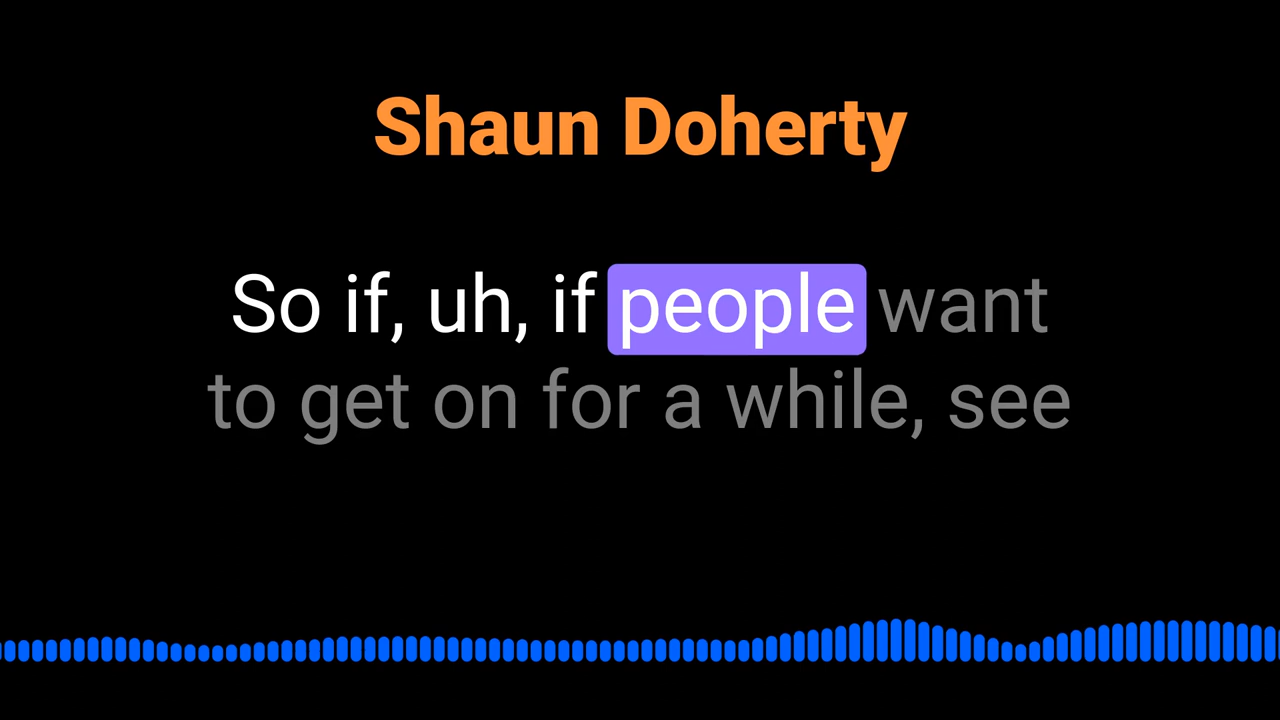 Shaun Doherty
So if, uh, if people want
to get on for a while, see